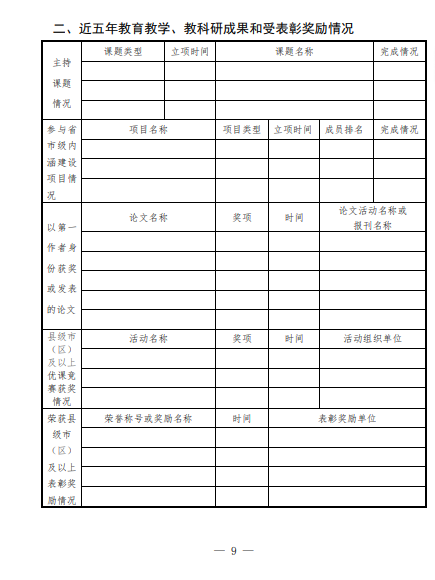 二、近五年教育教学、教科研成果和受表彰奖励情况
主持
课题
情况
课题类型 立项时间 课题名称 完成情况
参与省
市级内
涵建设
项目情
况
项目名称 项目类型 立项时间 成员排名 完成情况
以第一
作者身
份获奖
或发表
的论文
论文名称 奖项 时间 论文活动名称或
报刊名称
县级市
（区）
及以上
优课竞
赛获奖
情况
活动名称 奖项 时间 活动组织单位
荣获县
级市
（区）
及以上
表彰奖
励情况
荣誉称号或奖励名称 时间 表彰奖励单位
— 9 —